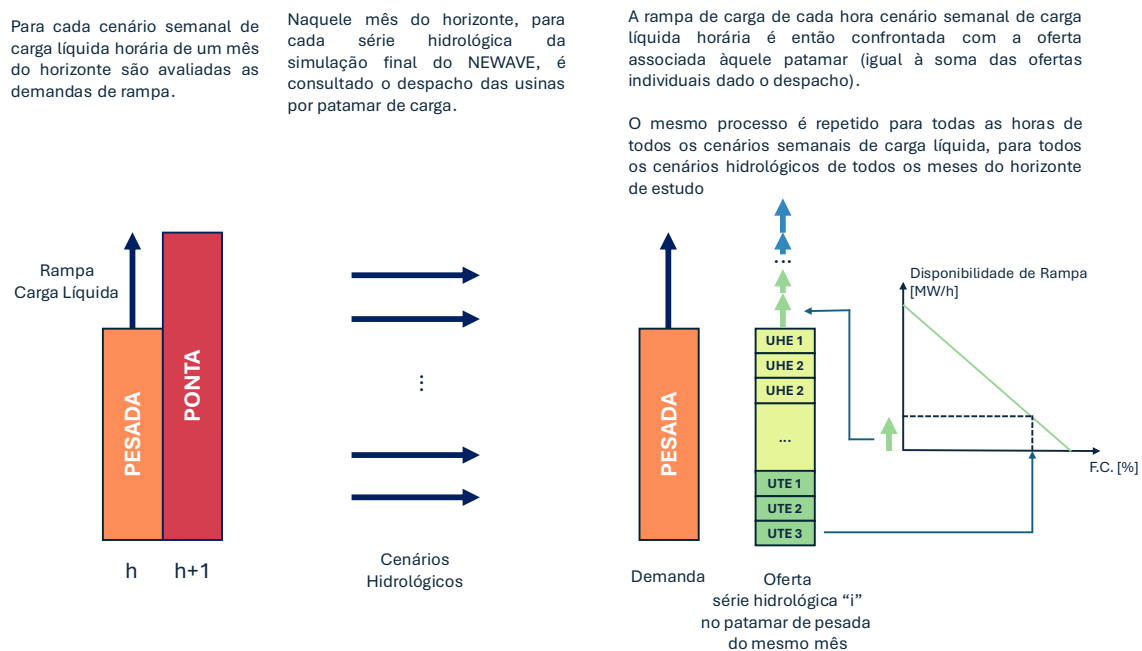 Para cada cenário semanal de
carga líquida horária de um mês
do horizonte são avaliadas as
demandas de rampa.
Naquele mês do horizonte, para
cada série hidrológica da
simulação final do NEWAVE, é
consultado o despacho das usinas
por patamar de carga.
A rampa de carga de cada hora cenário semanal de carga
líquida horária é então confrontada com a oferta
associada àquele patamar (igual à soma das ofertas
individuais dado o despacho).
O mesmo processo é repetido para todas as horas de
todos os cenários semanais de carga líquida, para todos
os cenários hidrológicos de todos os meses do horizonte
de estudo
Rampa
Carga Líquida
PESADA
PONTA
h
h+1
...
Cenários
Hidrológicos
PESADA
Demanda
...
UHE 1
UHE 2
UHE 2
...
UTE 1
UTE 2
UTE 3
Oferta
série hidrológica “i”
no patamar de pesada
do mesmo mês
Disponibilidade de Rampa
[MW/h]
F.C. [%]